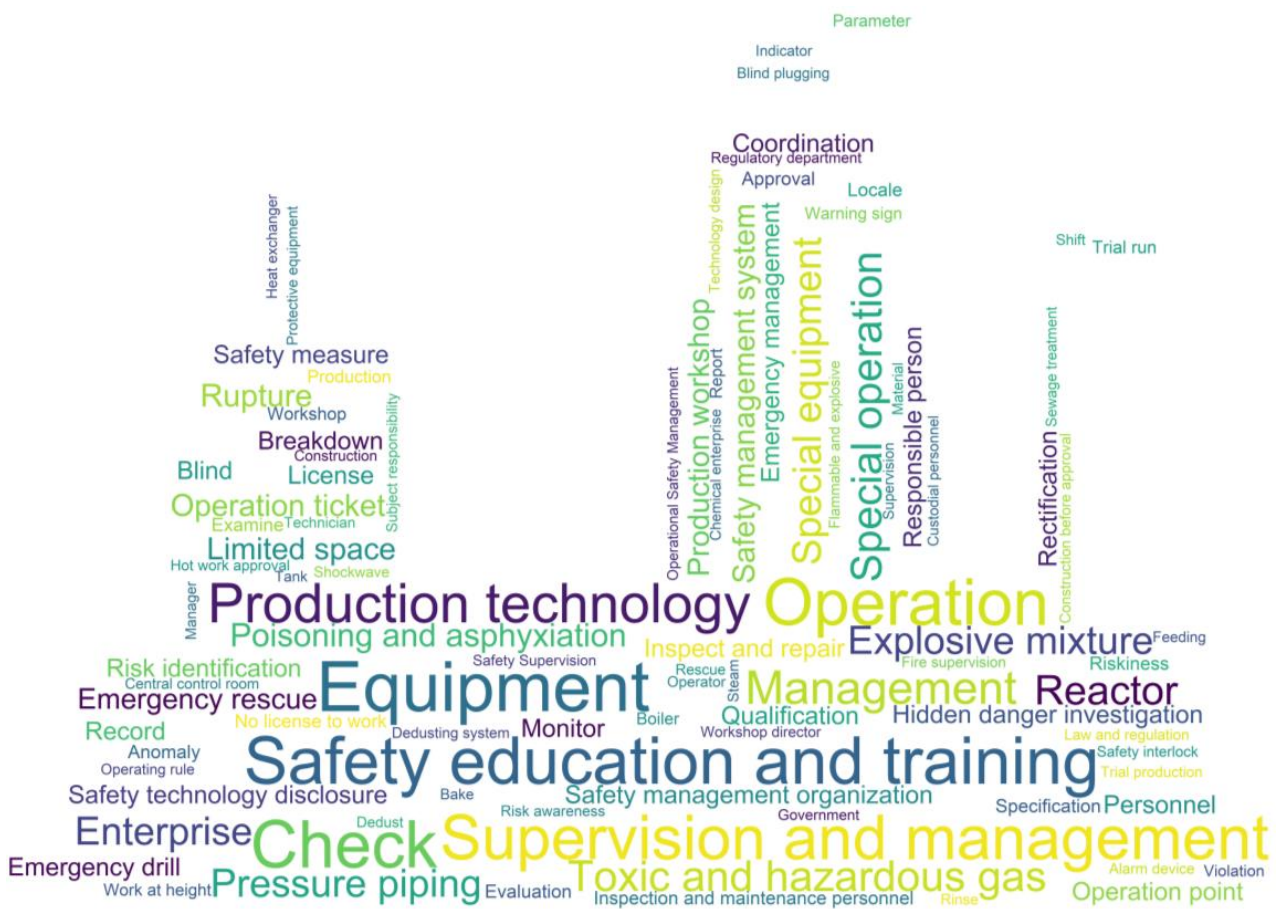 Parameter
Indicator
Blind plugging
Coordination
Regulatory department
Approval
Locale
Warning sign
Technology design
Safety management system
Emergency management
Special equipment
Special operation
Shift
Trial run
Heat exchanger
Protective equipment
Safety measure
Production
Rupture
Workshop
Breakdown
Construction
Blind
License
Subject responsibility
Operation ticket
Examine
Technician
Limited space
Hot work approval
Tank
Shockwave
Manager
Operational Safety Management
Production workshop
Report
Chemical enterprise
Flammable and explosive
Material
Supervision
Responsible person
Custodial personnel
Sewage treatment
Rectification
Construction before approval
Production technology
Operation
Poisoning and asphyxiation
Inspect and repair
Explosive mixture
Feeding
Risk identification
Safety Supervision
Rescue
Fire supervision
Riskiness
Central control room
Operator
Steam
Emergency rescue
Equipment
Management
Reactor
Record
No license to work
Dedusting system
Monitor
Boiler
Qualification
Workshop director
Hidden danger investigation
Law and regulation
Anomaly
Operating rule
Safety education and training
Safety interlock
Trial production
Safety technology disclosure
Bake
Safety management organization
Risk awareness
Specification
Personnel
Government
Enterprise
Dedust
Check
Supervision and management
Emergency drill
Work at height
Pressure piping
Evaluation
Toxic and hazardous gas
Inspection and maintenance personnel
Rinse
Alarm device
Violation
Operation point